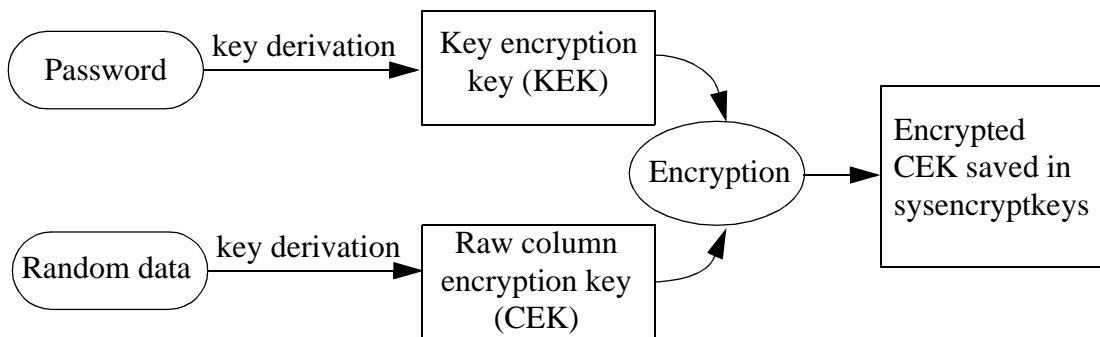 Password
key derivation
Key encryption
key (KEK)
Encryption
Encrypted
CEK saved in
sysencryptkeys
Random data
key derivation
Raw column
encryption key
(CEK)